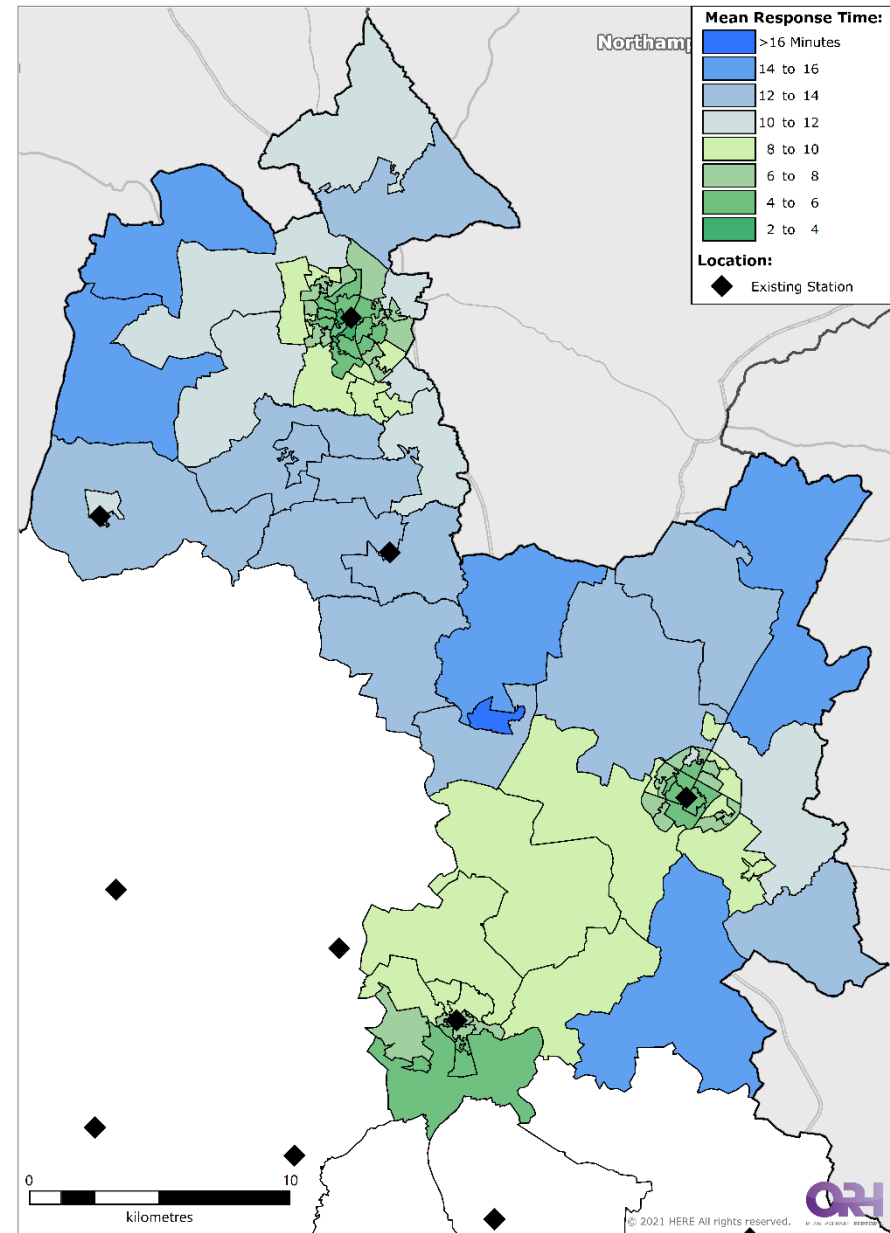 Northamp
Mean Response Time:
>16 Minutes
14 to 16
12 to 14
10 to 12
8 to 10
6 to 8
4 to 6
2 to 4
Location:
Existing Station
0 10
kilometres
© 2021 HERE All rights reserved.
ORH